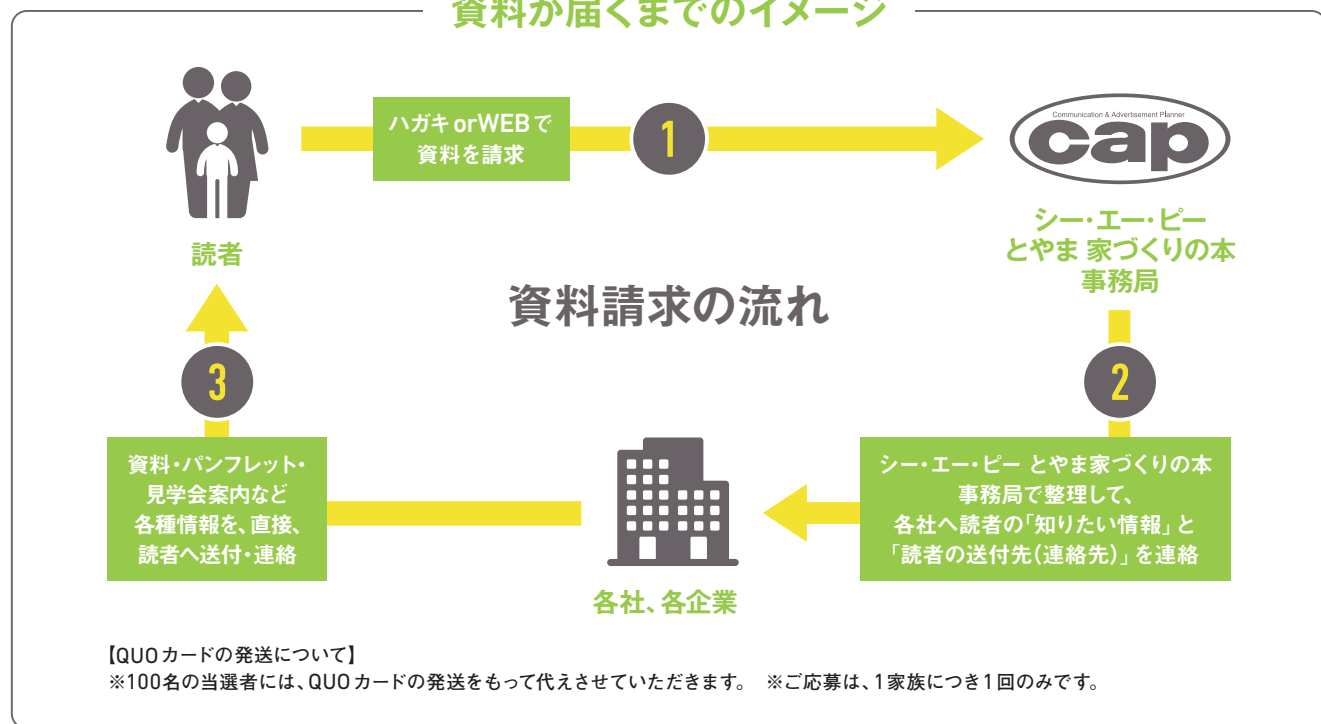 資料が届くまでのイメージ
ハガキorWEBで
資料を請求
1
Communication & Advertisement Planner
cap
読者
シー・エー・ピー
とやま 家づくりの本
事務局
資料請求の流れ
3
2
資料・パンフレット・
見学会案内など
各種情報を、直接、
読者へ送付・連絡
シー・エー・ピー とやま家づくりの本
事務局で整理して、
各社へ読者の「知りたい情報」と
「読者の送付先(連絡先)」を連絡
各社、各企業
【QUOカードの発送について】
※100名の当選者には、QUOカードの発送をもって代えさせていただきます。 ※ご応募は、1家族につき1回のみです。